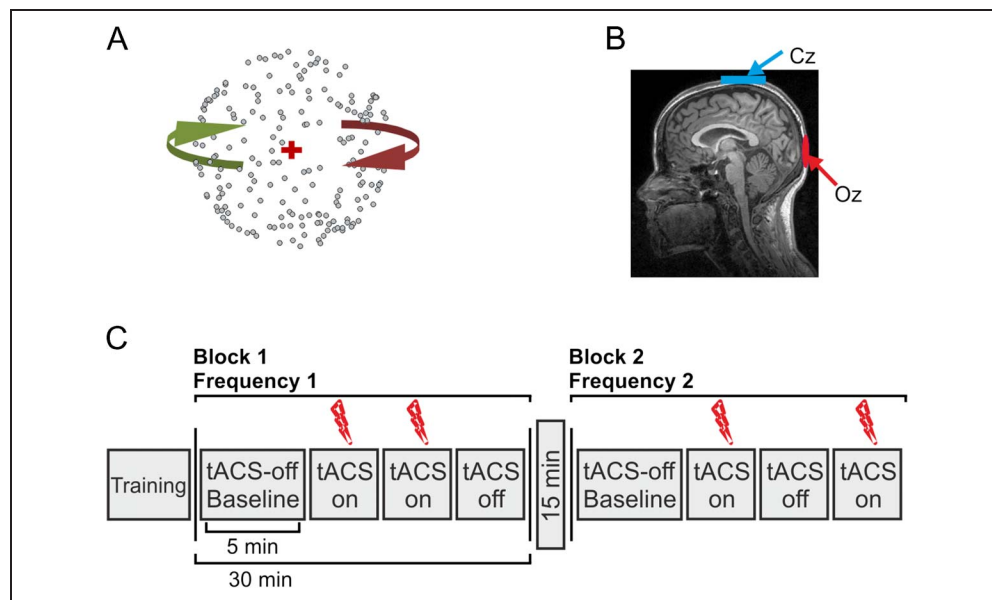 A
B
Cz
Oz
C
Block 1
Frequency 1
Block 2
Frequency 2
Training
tACS-off
Baseline
tACS
on
tACS
on
tACS
off
15 min
tACS-off
Baseline
tACS
on
tACS
off
tACS
on
5 min
30 min